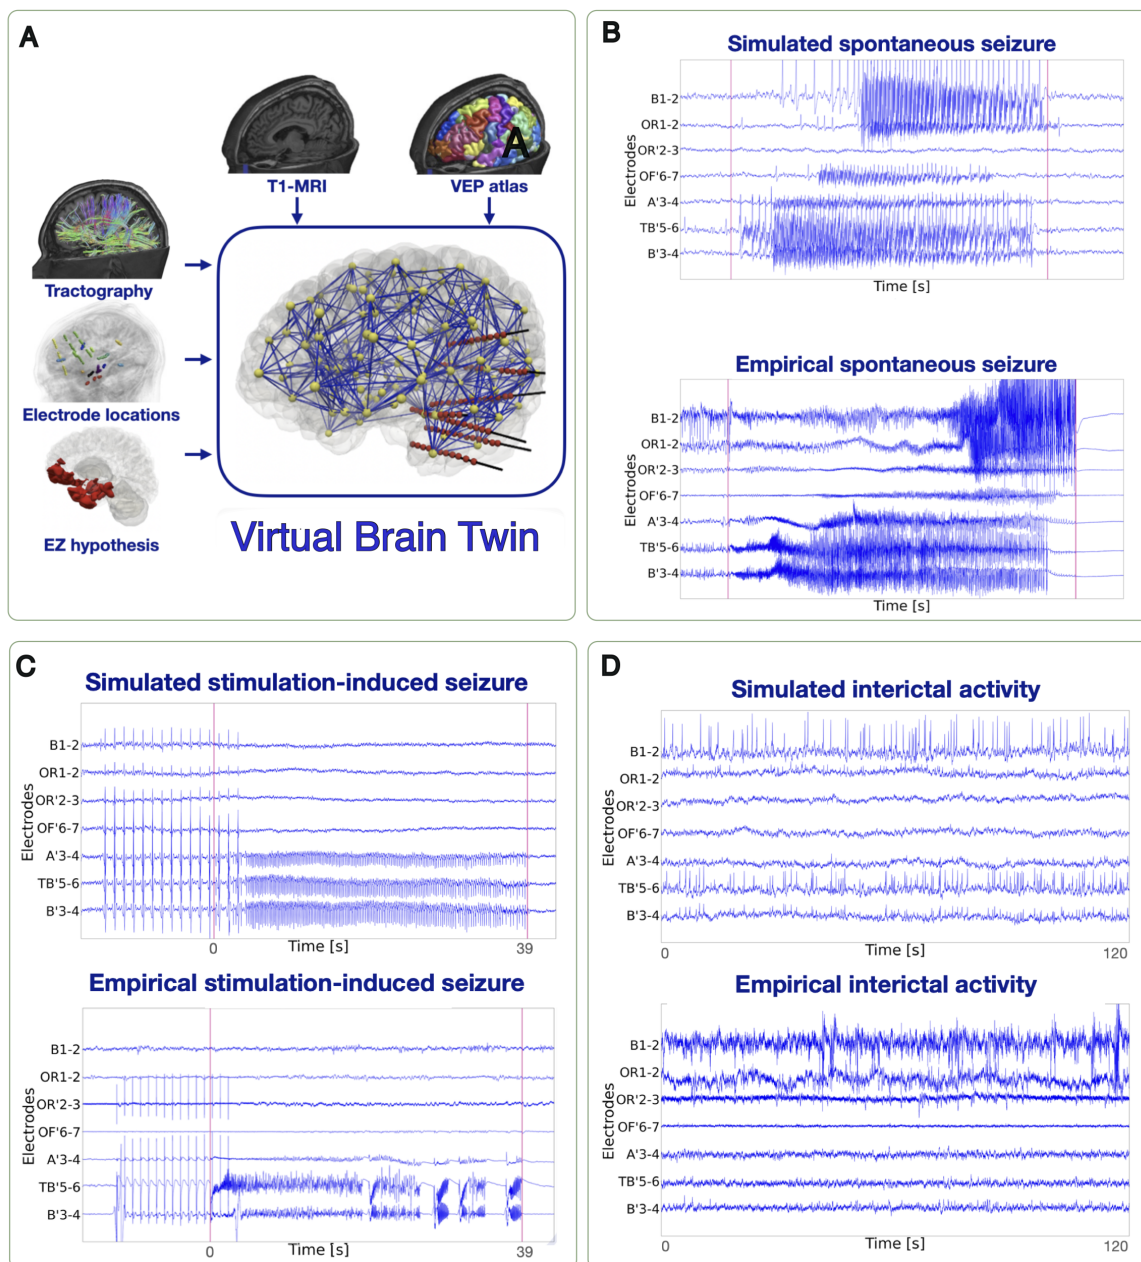 A
T1-MRI
VEP atlas
A
Tractography
Electrode locations
EZ hypothesis
Virtual Brain Twin
B
Simulated spontaneous seizure
Electrodes
B1-2
OR1-2
OR'2-3
OF'6-7
A'3-4
TB'5-6
B'3-4
Time [s]
Empirical spontaneous seizure
Electrodes
B1-2
OR1-2
OR'2-3
OF'6-7
A'3-4
TB'5-6
B'3-4
Time [s]
C
Simulated stimulation-induced seizure
Electrodes
B1-2
OR1-2
OR'2-3
OF'6-7
A'3-4
TB'5-6
B'3-4
0 Time [s] 39
Empirical stimulation-induced seizure
Electrodes
B1-2
OR1-2
OR'2-3
OF'6-7
A'3-4
TB'5-6
B'3-4
0 Time [s] 39
D
Simulated interictal activity
Electrodes
B1-2
OR1-2
OR'2-3
OF'6-7
A'3-4
TB'5-6
B'3-4
0 Time [s] 120
Empirical interictal activity
Electrodes
B1-2
OR1-2
OR'2-3
OF'6-7
A'3-4
TB'5-6
B'3-4
0 Time [s] 120